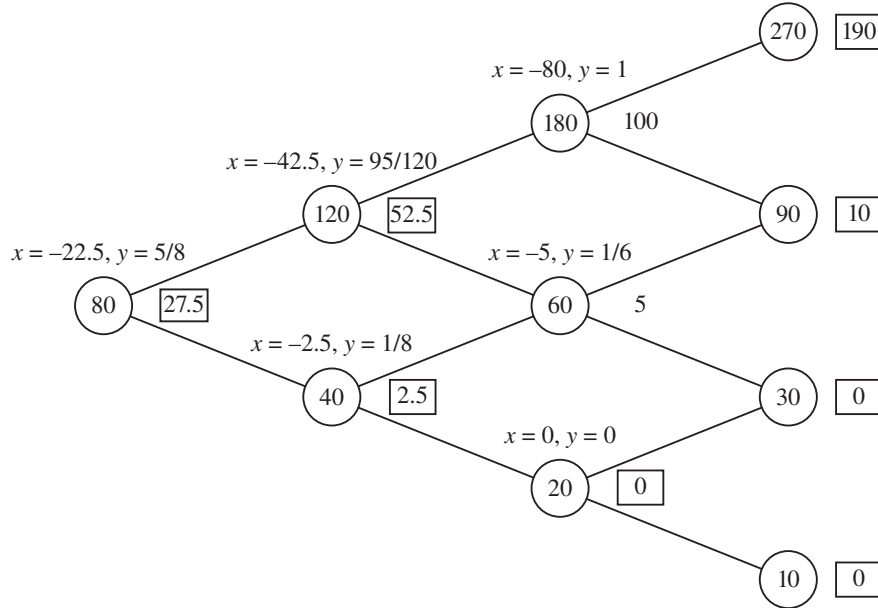 270 190
x = –80, y = 1
180 100
x = –42.5, y = 95/120
120 52.5
90 10
x = –22.5, y = 5/8
x = –5, y = 1/6
80 27.5
60 5
x = –2.5, y = 1/8
40 2.5
30 0
x = 0, y = 0
20 0
10 0